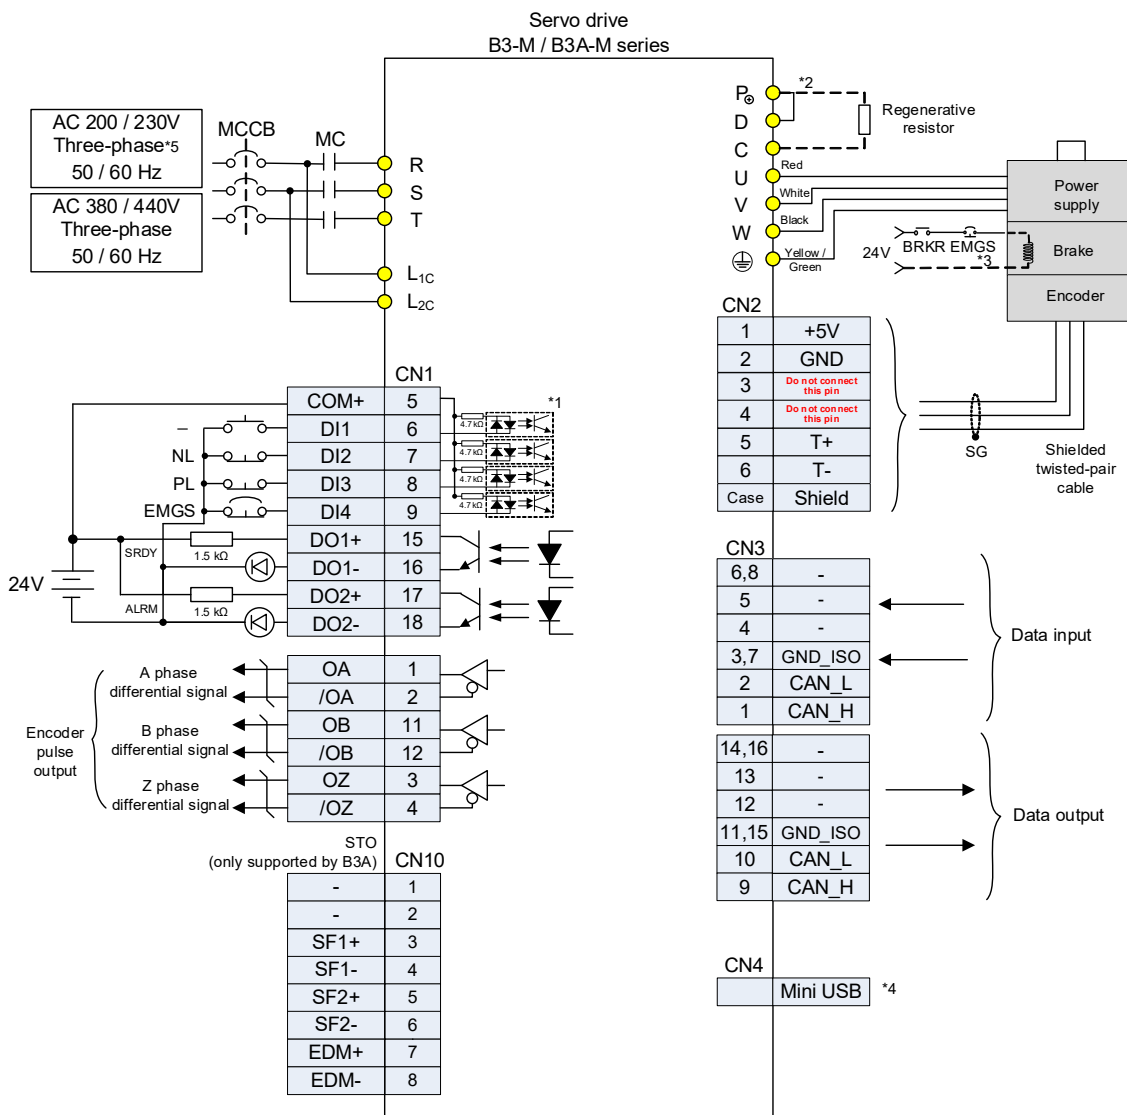 Servo drive
B3-M / B3A-M series
AC 200 / 230V
Three-phase*5
50 / 60 Hz
AC 380 / 440V
Three-phase
50 / 60 Hz
MCCB
MC
R
S
T
L1C
L2C
P⊕
*2
D
C
Regenerative
resistor
U
Red
V
White
W
Black
Yellow /
Green
Power
supply
24V
BRKR
EMGS
*3
Brake
Encoder
CN1
COM+ 5
– DI1 6
NL DI2 7
PL DI3 8
EMGS DI4 9
*1
4.7 kΩ
4.7 kΩ
4.7 kΩ
4.7 kΩ
SRDY 1.5 kΩ DO1+ 15
DO1- 16
24V
ALRM 1.5 kΩ DO2+ 17
DO2- 18
Encoder
pulse
output
A phase
differential signal
B phase
differential signal
Z phase
differential signal
OA 1
/OA 2
OB 11
/OB 12
OZ 3
/OZ 4
STO
(only supported by B3A)
CN10
- 1
- 2
SF1+ 3
SF1- 4
SF2+ 5
SF2- 6
EDM+ 7
EDM- 8
CN2
1 +5V
2 GND
3 Do not connect
this pin
4 Do not connect
this pin
5 T+
6 T-
Case Shield
SG
Shielded
twisted-pair
cable
CN3
6,8 -
5 -
4 -
3,7 GND_ISO
2 CAN_L
1 CAN_H
Data input
14,16 -
13 -
12 -
11,15 GND_ISO
10 CAN_L
9 CAN_H
Data output
CN4
Mini USB *4